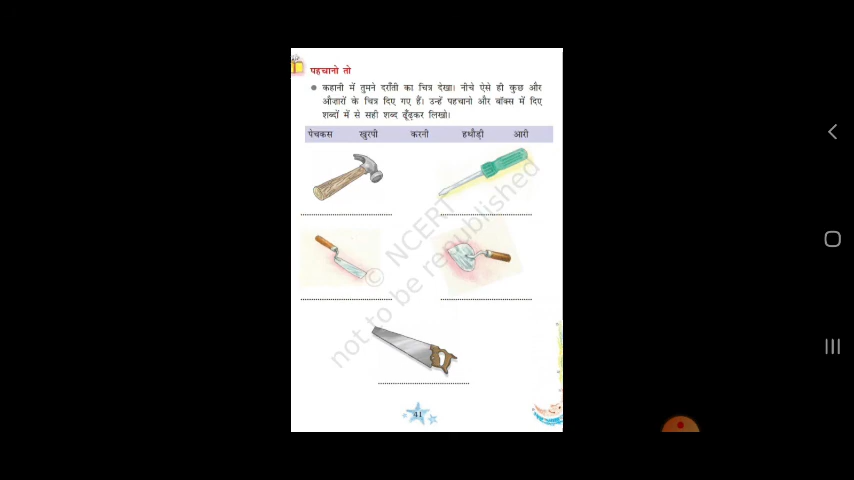 पहचानो तो
कहानी में तुमने दराँती का चित्र देखा। नीचे ऐसे ही कुछ और
औज़ारों के चित्र दिए गए हैं। उन्हें पहचानो और बॉक्स में दिए
शब्दों में से सही शब्द ढूँढ़कर लिखो।
पेचकस खुरपी करनी हथौड़ी आरी
© NCERT
not to be republished
41